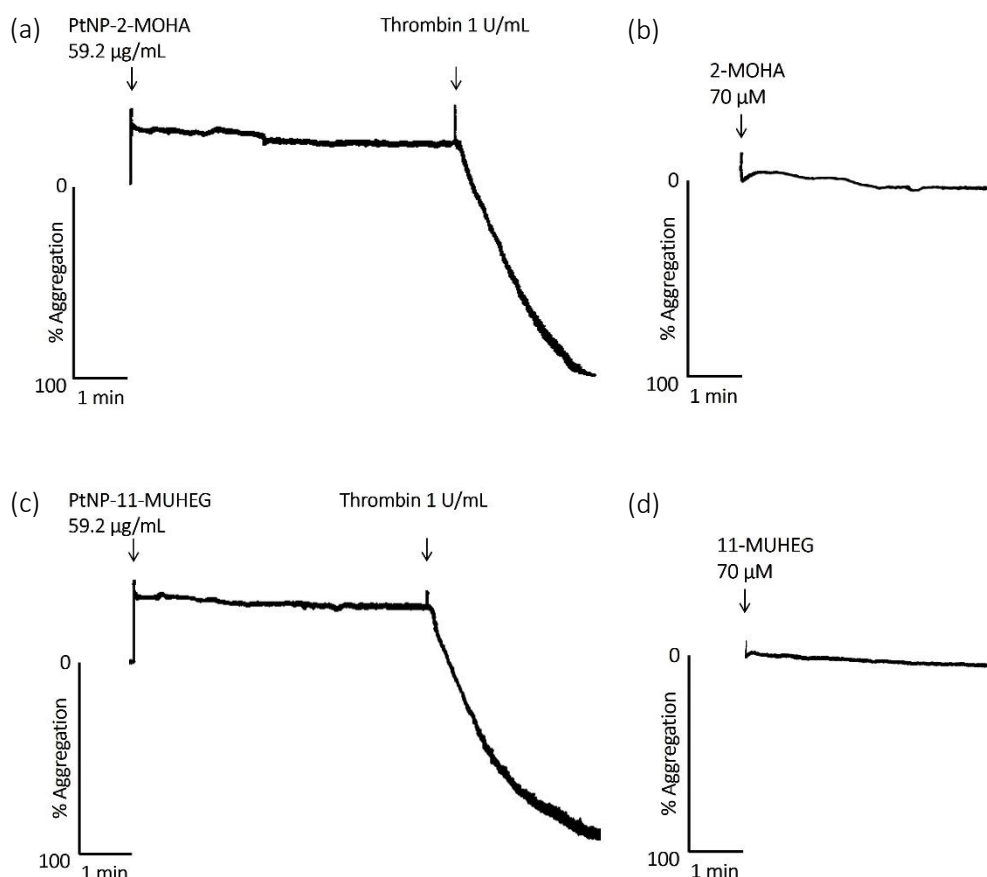 (a)
PtNP-2-MOHA
59.2 µg/mL
Thrombin 1 U/mL
0
% Aggregation
100
1 min
(b)
2-MOHA
70 µM
0
% Aggregation
100
1 min
(c)
PtNP-11-MUHEG
59.2 µg/mL
Thrombin 1 U/mL
0
% Aggregation
100
1 min
(d)
11-MUHEG
70 µM
0
% Aggregation
100
1 min